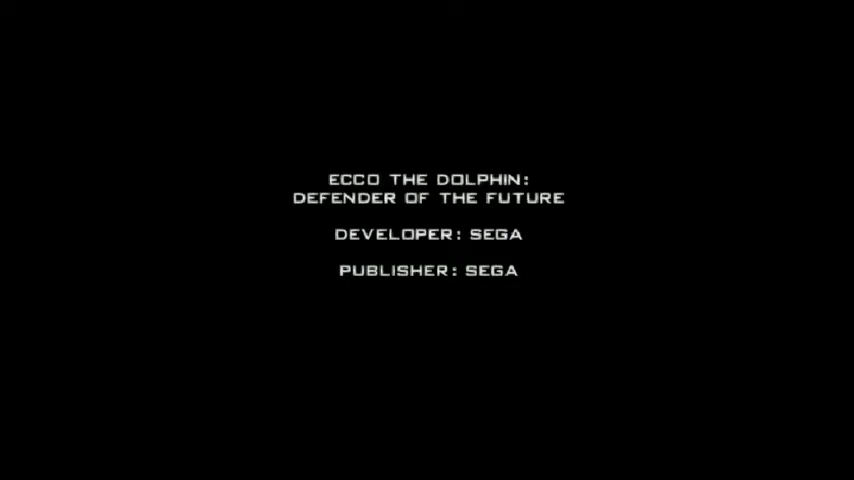 ECCO THE DOLPHIN:
DEFENDER OF THE FUTURE
DEVELOPER: SEGA
PUBLISHER: SEGA